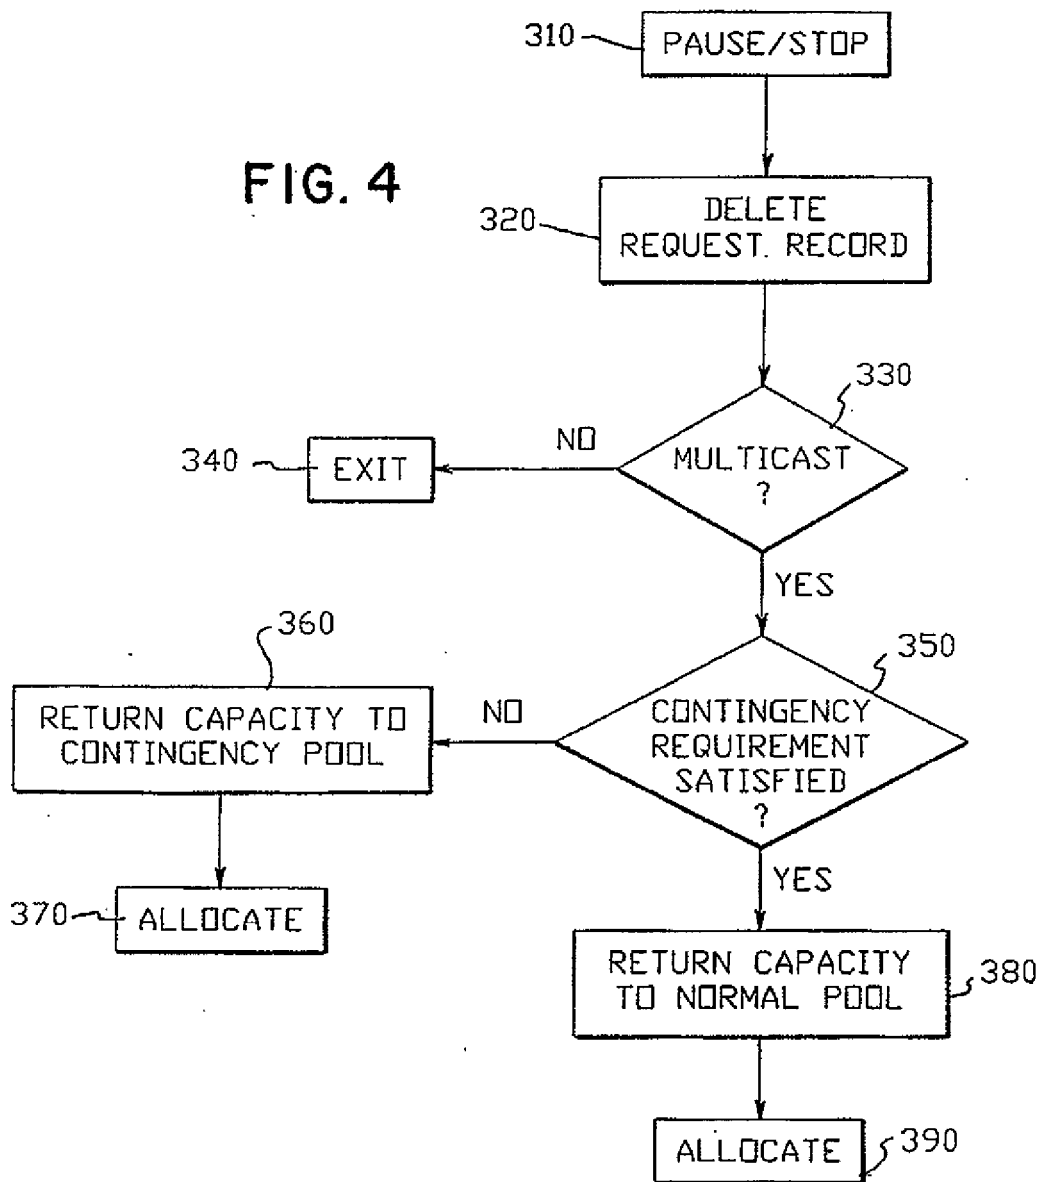 310
PAUSE/STOP
FIG. 4
320
DELETE
REQUEST. RECORD
330
MULTICAST
?
NO
340
EXIT
YES
350
CONTINGENCY
REQUIREMENT
SATISFIED
?
NO
360
RETURN CAPACITY TO
CONTINGENCY POOL
370
ALLOCATE
YES
RETURN CAPACITY
TO NORMAL POOL
380
ALLOCATE
390